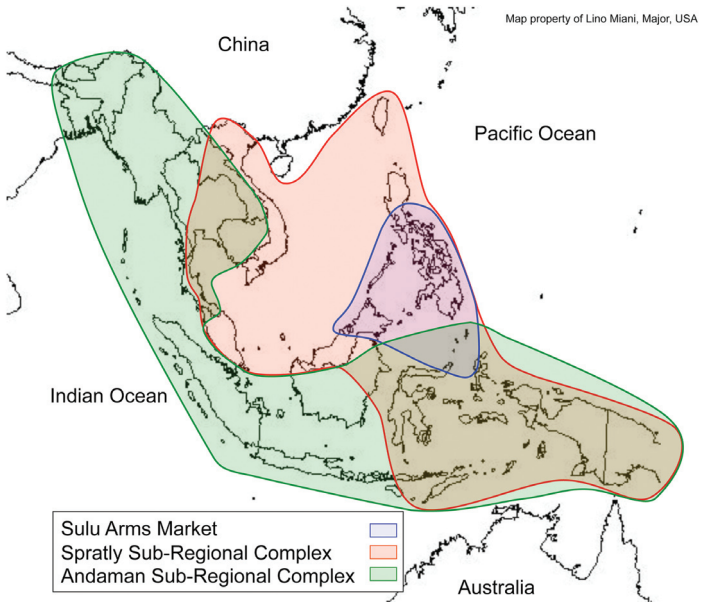 Map property of Lino Miani, Major, USA
China
Pacific Ocean
Indian Ocean
Sulu Arms Market
Spratly Sub-Regional Complex
Andaman Sub-Regional Complex
Australia